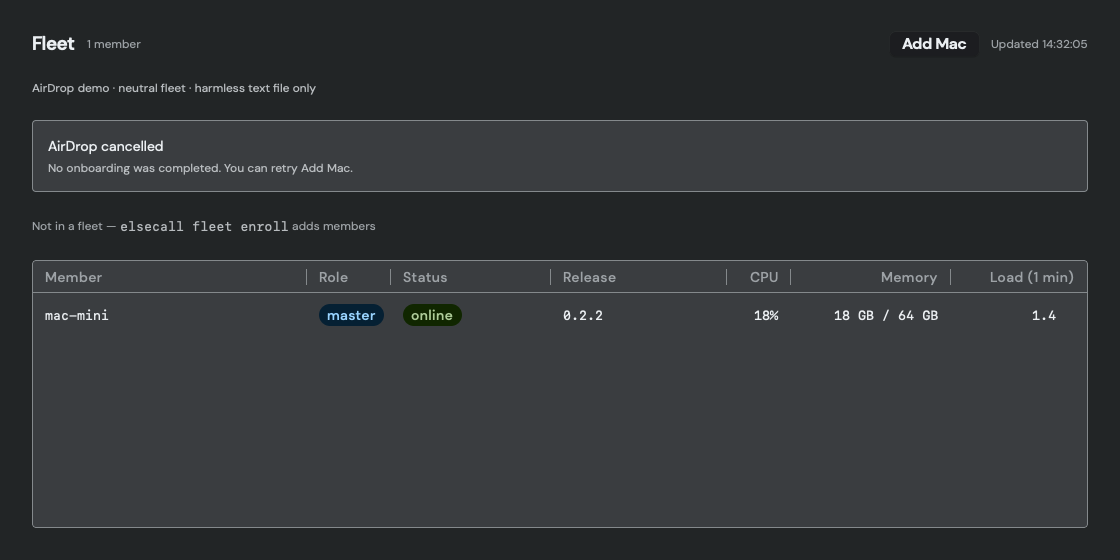 Fleet 1 member Add Mac Updated 14:32:05
AirDrop demo · neutral fleet · harmless text file only
AirDrop cancelled
No onboarding was completed. You can retry Add Mac.
Not in a fleet — elsecall fleet enroll adds members
Member Role Status Release CPU Memory Load (1 min)
mac-mini master online 0.2.2 18% 18 GB / 64 GB 1.4